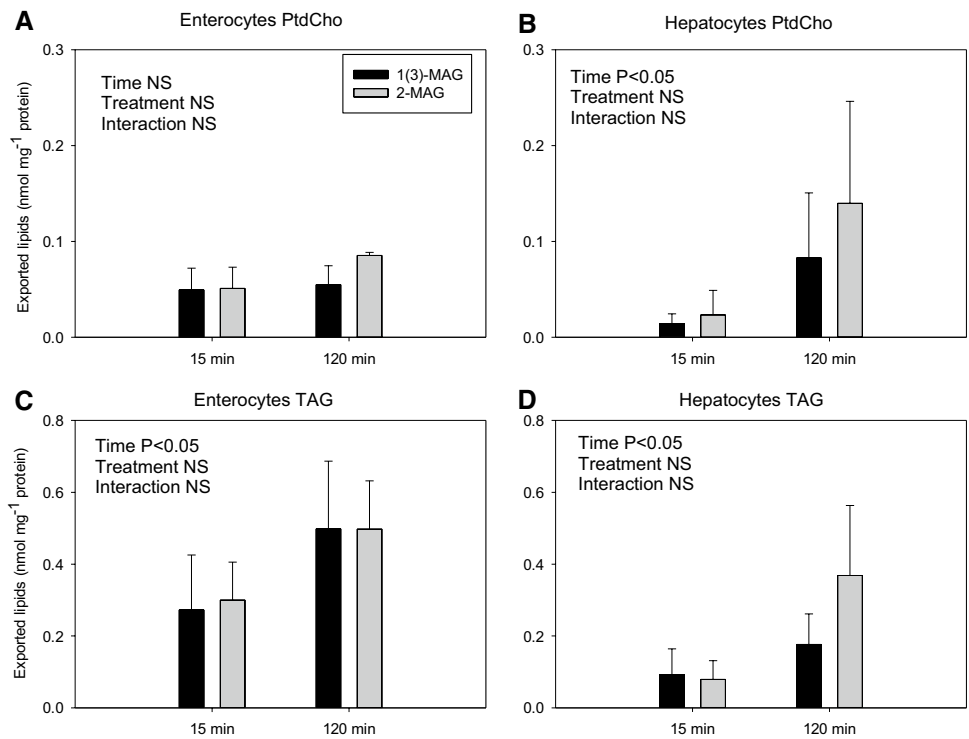 A
Enterocytes PtdCho
0.3
0.2
0.1
0.0
Exported lipids (nmol mg⁻¹ protein)
Time NS
Treatment NS
Interaction NS
1(3)-MAG
2-MAG
15 min
120 min
B
Hepatocytes PtdCho
0.3
0.2
0.1
0.0
Time P<0.05
Treatment NS
Interaction NS
15 min
120 min
C
Enterocytes TAG
0.8
0.6
0.4
0.2
0.0
Exported lipids (nmol mg⁻¹ protein)
Time P<0.05
Treatment NS
Interaction NS
15 min
120 min
D
Hepatocytes TAG
0.8
0.6
0.4
0.2
0.0
Time P<0.05
Treatment NS
Interaction NS
15 min
120 min